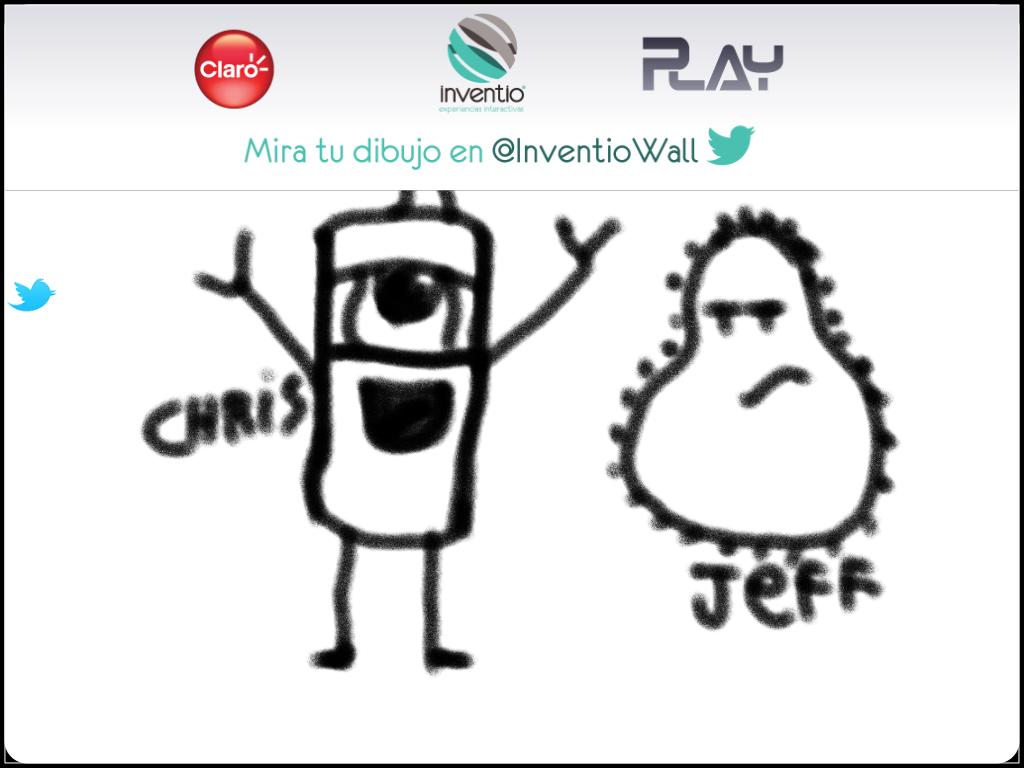 Claro
inventio
experiencias interactivas
PLAY
Mira tu dibujo en @InventioWall
CHRiS
JeFF